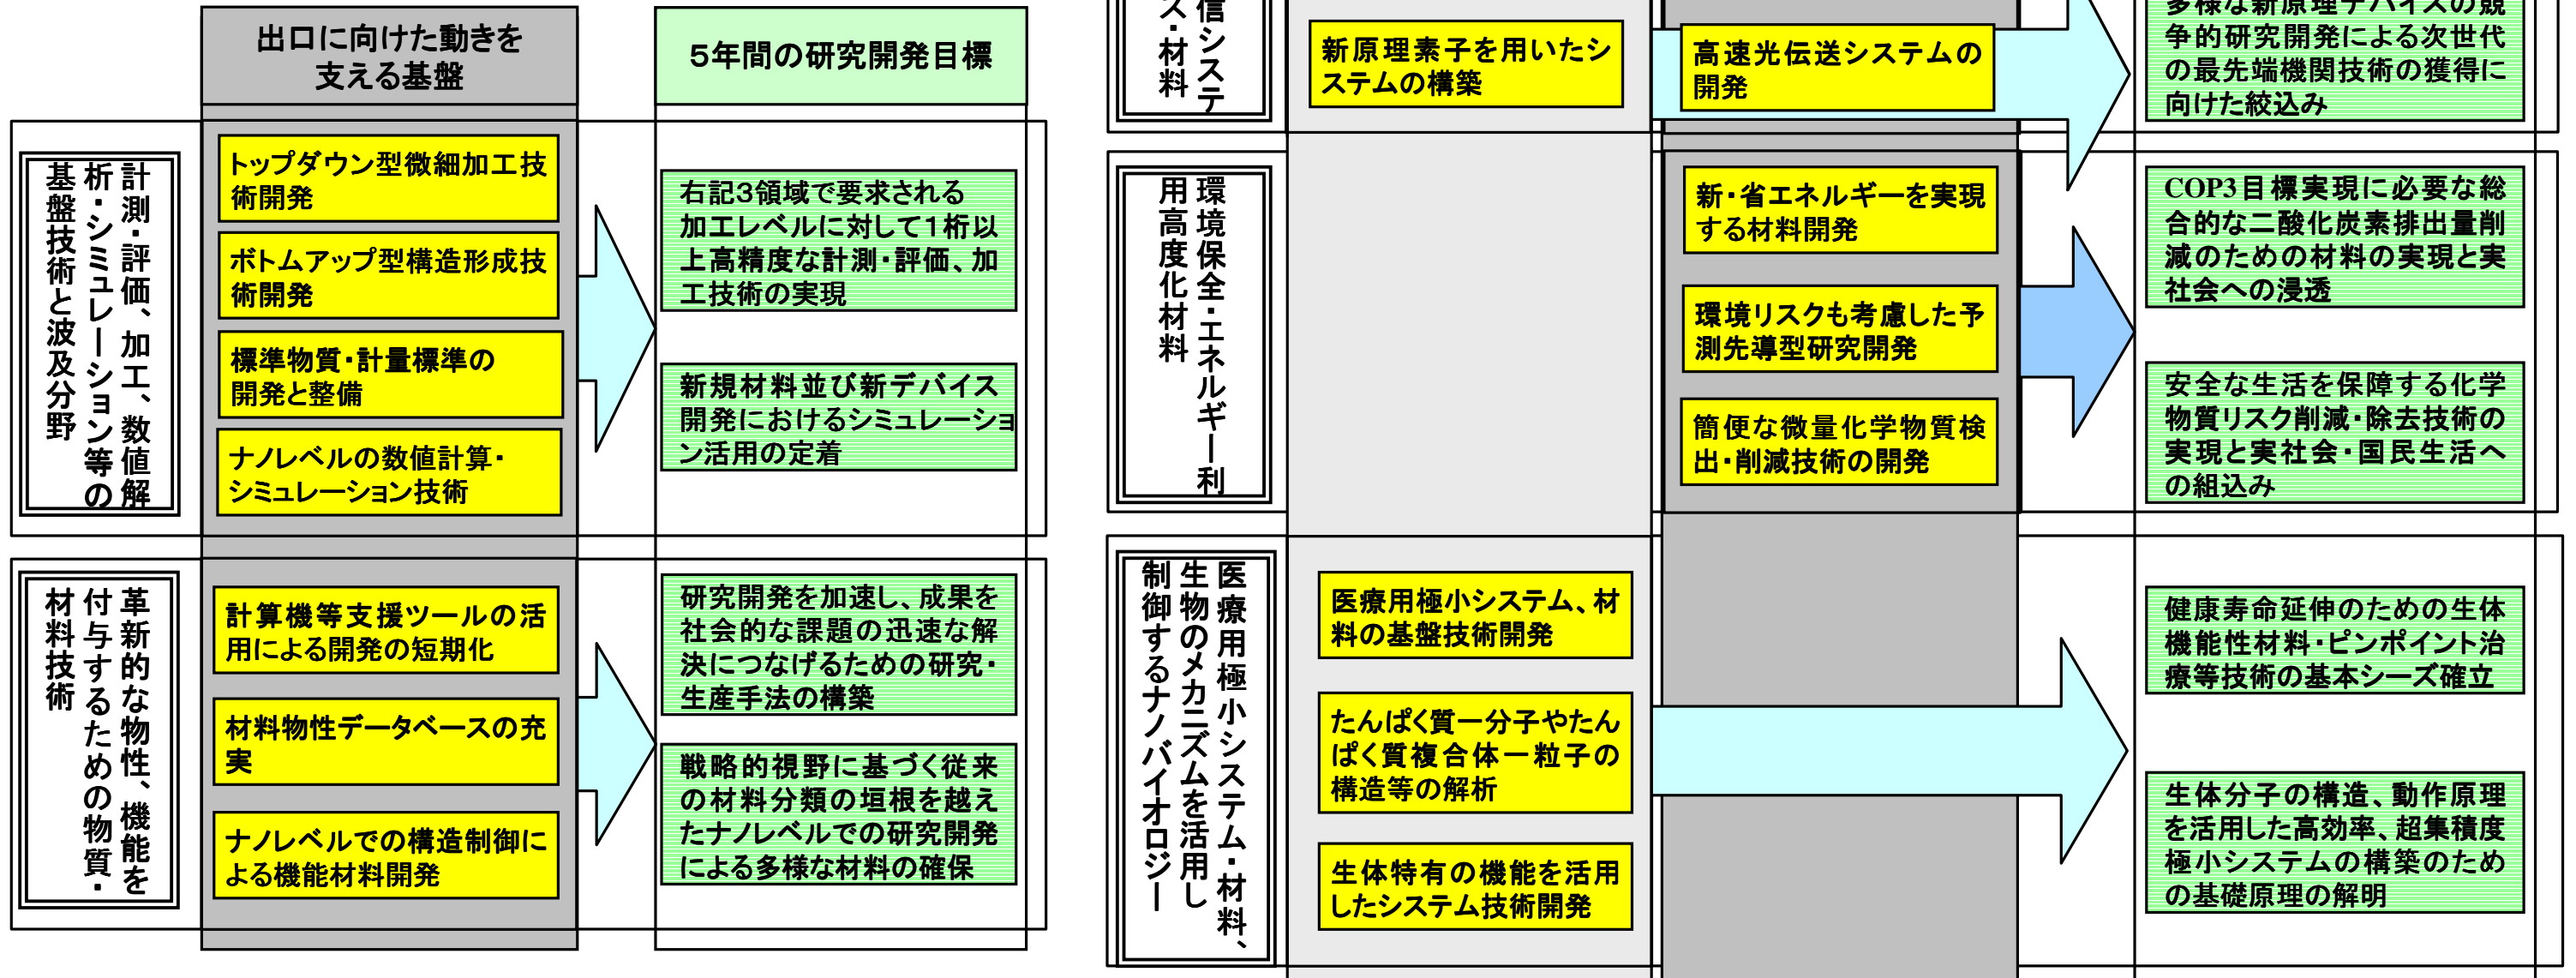 出口に向けた動きを
支える基盤
5年間の研究開発目標
計測・評価、加工、数値解
析・シミュレーション等の
基盤技術と波及分野
トップダウン型微細加工技
術開発
ボトムアップ型構造形成技
術開発
標準物質・計量標準の
開発と整備
ナノレベルの数値計算・
シミュレーション技術
右記3領域で要求される
加工レベルに対して1桁以
上高精度な計測・評価、加
工技術の実現
新規材料並び新デバイス
開発におけるシミュレーショ
ン活用の定着
革新的な物性、機能を
付与するための物質・
材料技術
計算機等支援ツールの活
用による開発の短期化
材料物性データベースの充
実
ナノレベルでの構造制御に
よる機能材料開発
研究開発を加速し、成果を
社会的な課題の迅速な解
決につなげるための研究・
生産手法の構築
戦略的視野に基づく従来
の材料分類の垣根を越え
たナノレベルでの研究開発
による多様な材料の確保
信システ
ス・材料
新原理素子を用いたシ
ステムの構築
高速光伝送システムの
開発
多様な新原理デバイスの競
争的研究開発による次世代
の最先端機関技術の獲得に
向けた絞込み
環境保全・エネルギー利
用高度化材料
新・省エネルギーを実現
する材料開発
環境リスクも考慮した予
測先導型研究開発
簡便な微量化学物質検
出・削減技術の開発
COP3目標実現に必要な総
合的な二酸化炭素排出量削
減のための材料の実現と実
社会への浸透
安全な生活を保障する化学
物質リスク削減・除去技術の
実現と実社会・国民生活へ
の組込み
医療用極小システム・材料、
生物のメカニズムを活用し
制御するナノバイオロジー
医療用極小システム、材
料の基盤技術開発
たんぱく質一分子やたん
ぱく質複合体一粒子の
構造等の解析
生体特有の機能を活用
したシステム技術開発
健康寿命延伸のための生体
機能性材料・ピンポイント治
療等技術の基本シーズ確立
生体分子の構造、動作原理
を活用した高効率、超集積度
極小システムの構築のため
の基礎原理の解明